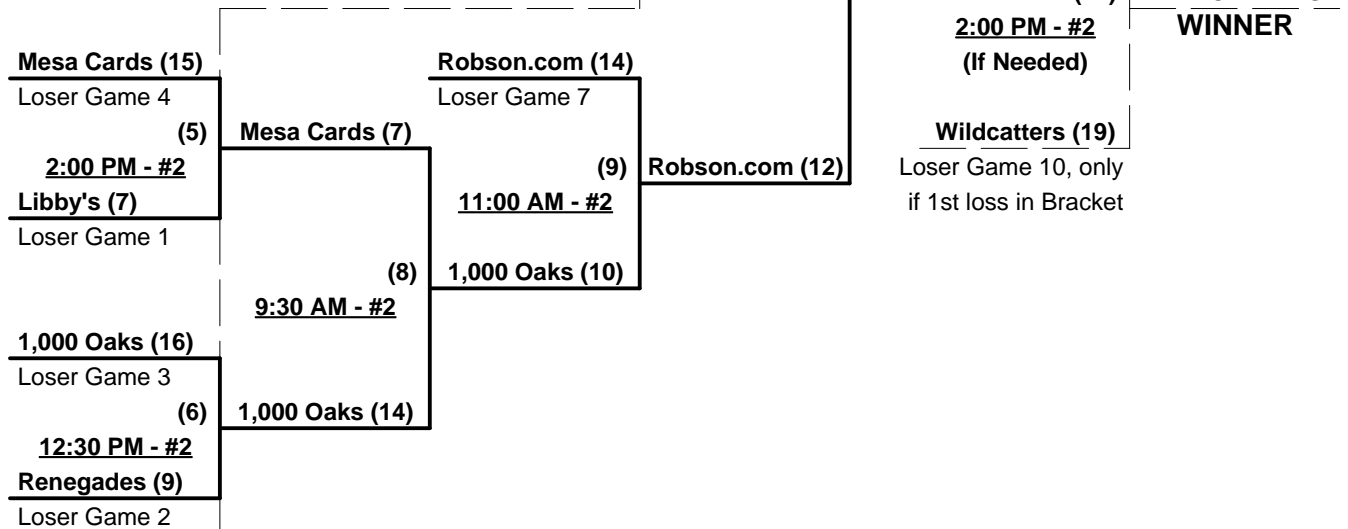 2:00 PM - #2
WINNER
(If Needed)
Mesa Cards (15)
Loser Game 4
(5)
2:00 PM - #2
Libby's (7)
Loser Game 1
Mesa Cards (7)
Robson.com (14)
Loser Game 7
(9)
11:00 AM - #2
Robson.com (12)
Wildcatters (19)
Loser Game 10, only
if 1st loss in Bracket
(8)
9:30 AM - #2
1,000 Oaks (10)
1,000 Oaks (16)
Loser Game 3
(6)
12:30 PM - #2
Renegades (9)
Loser Game 2
1,000 Oaks (14)